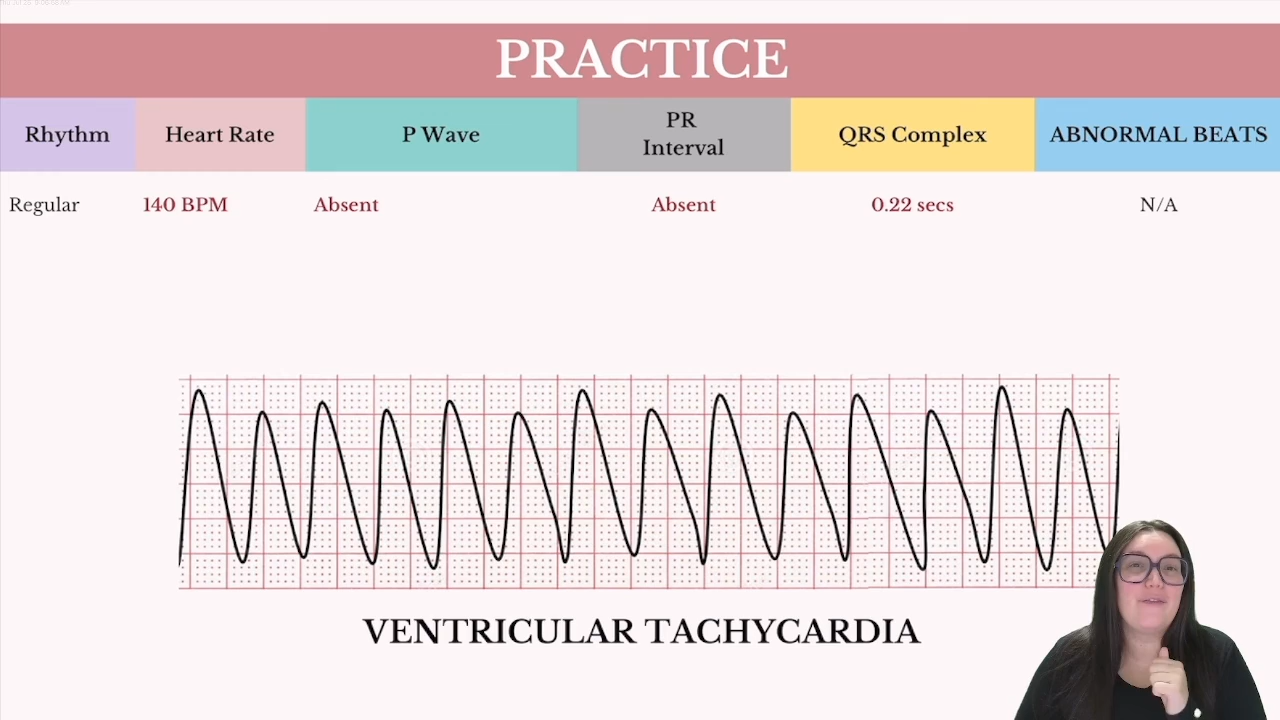 PRACTICE
Rhythm
Heart Rate
P Wave
PR
Interval
QRS Complex
ABNORMAL BEATS
Regular
140 BPM
Absent
Absent
0.22 secs
N/A
VENTRICULAR TACHYCARDIA